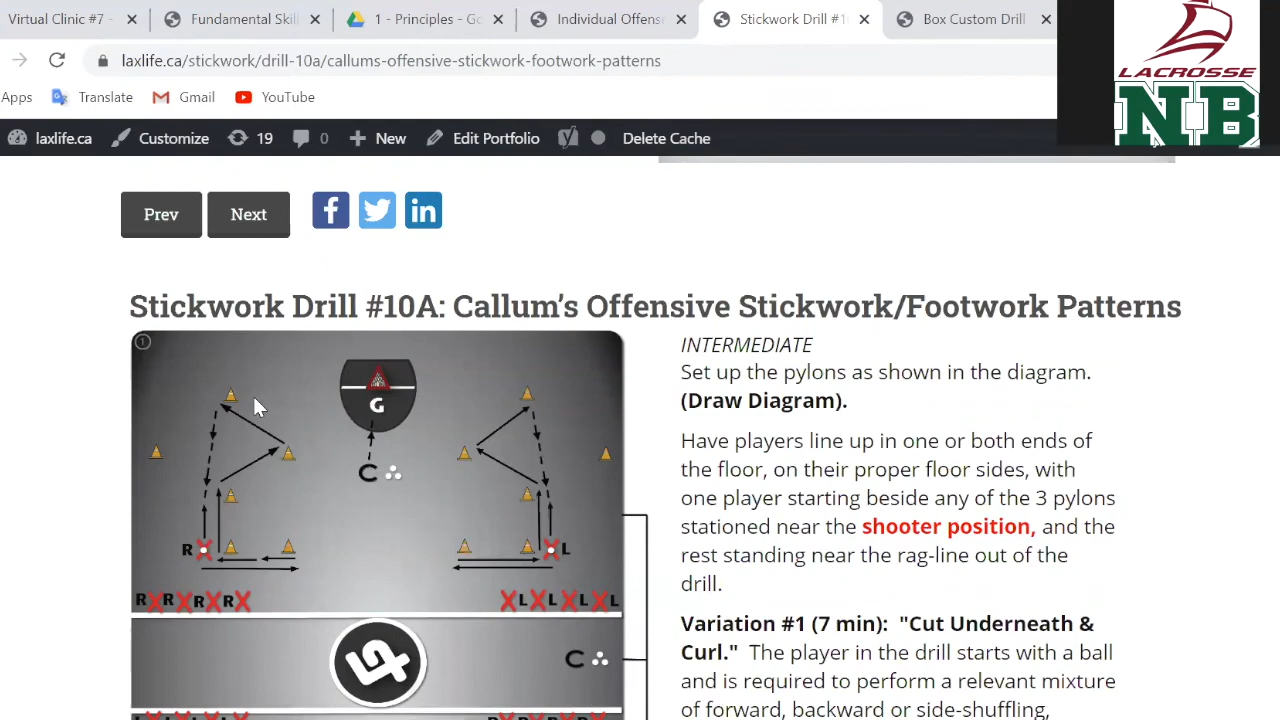 Virtual Clinic #7 -
Fundamental Skil
1 - Principles - Go
Individual Offens
Stickwork Drill #1
Box Custom Drill
laxlife.ca/stickwork/drill-10a/callums-offensive-stickwork-footwork-patterns
Apps
Translate
Gmail
YouTube
LACROSSE
NB
laxlife.ca
Customize
19
0
New
Edit Portfolio
Delete Cache
Prev
Next
Stickwork Drill #10A: Callum’s Offensive Stickwork/Footwork Patterns
1
G
C
R
L
R R R R
L L L L
C
INTERMEDIATE
Set up the pylons as shown in the diagram.
(Draw Diagram).
Have players line up in one or both ends of
the floor, on their proper floor sides, with
one player starting beside any of the 3 pylons
stationed near the shooter position, and the
rest standing near the rag-line out of the
drill.
Variation #1 (7 min): "Cut Underneath &
Curl." The player in the drill starts with a ball
and is required to perform a relevant mixture
of forward, backward or side-shuffling,